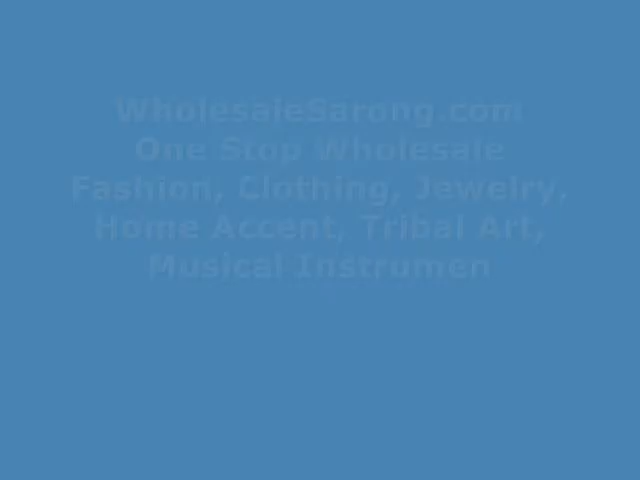 WholesaleSarong.com
One Stop Wholesale
Fashion, Clothing, Jewelry,
Home Accent, Tribal Art,
Musical Instrumen